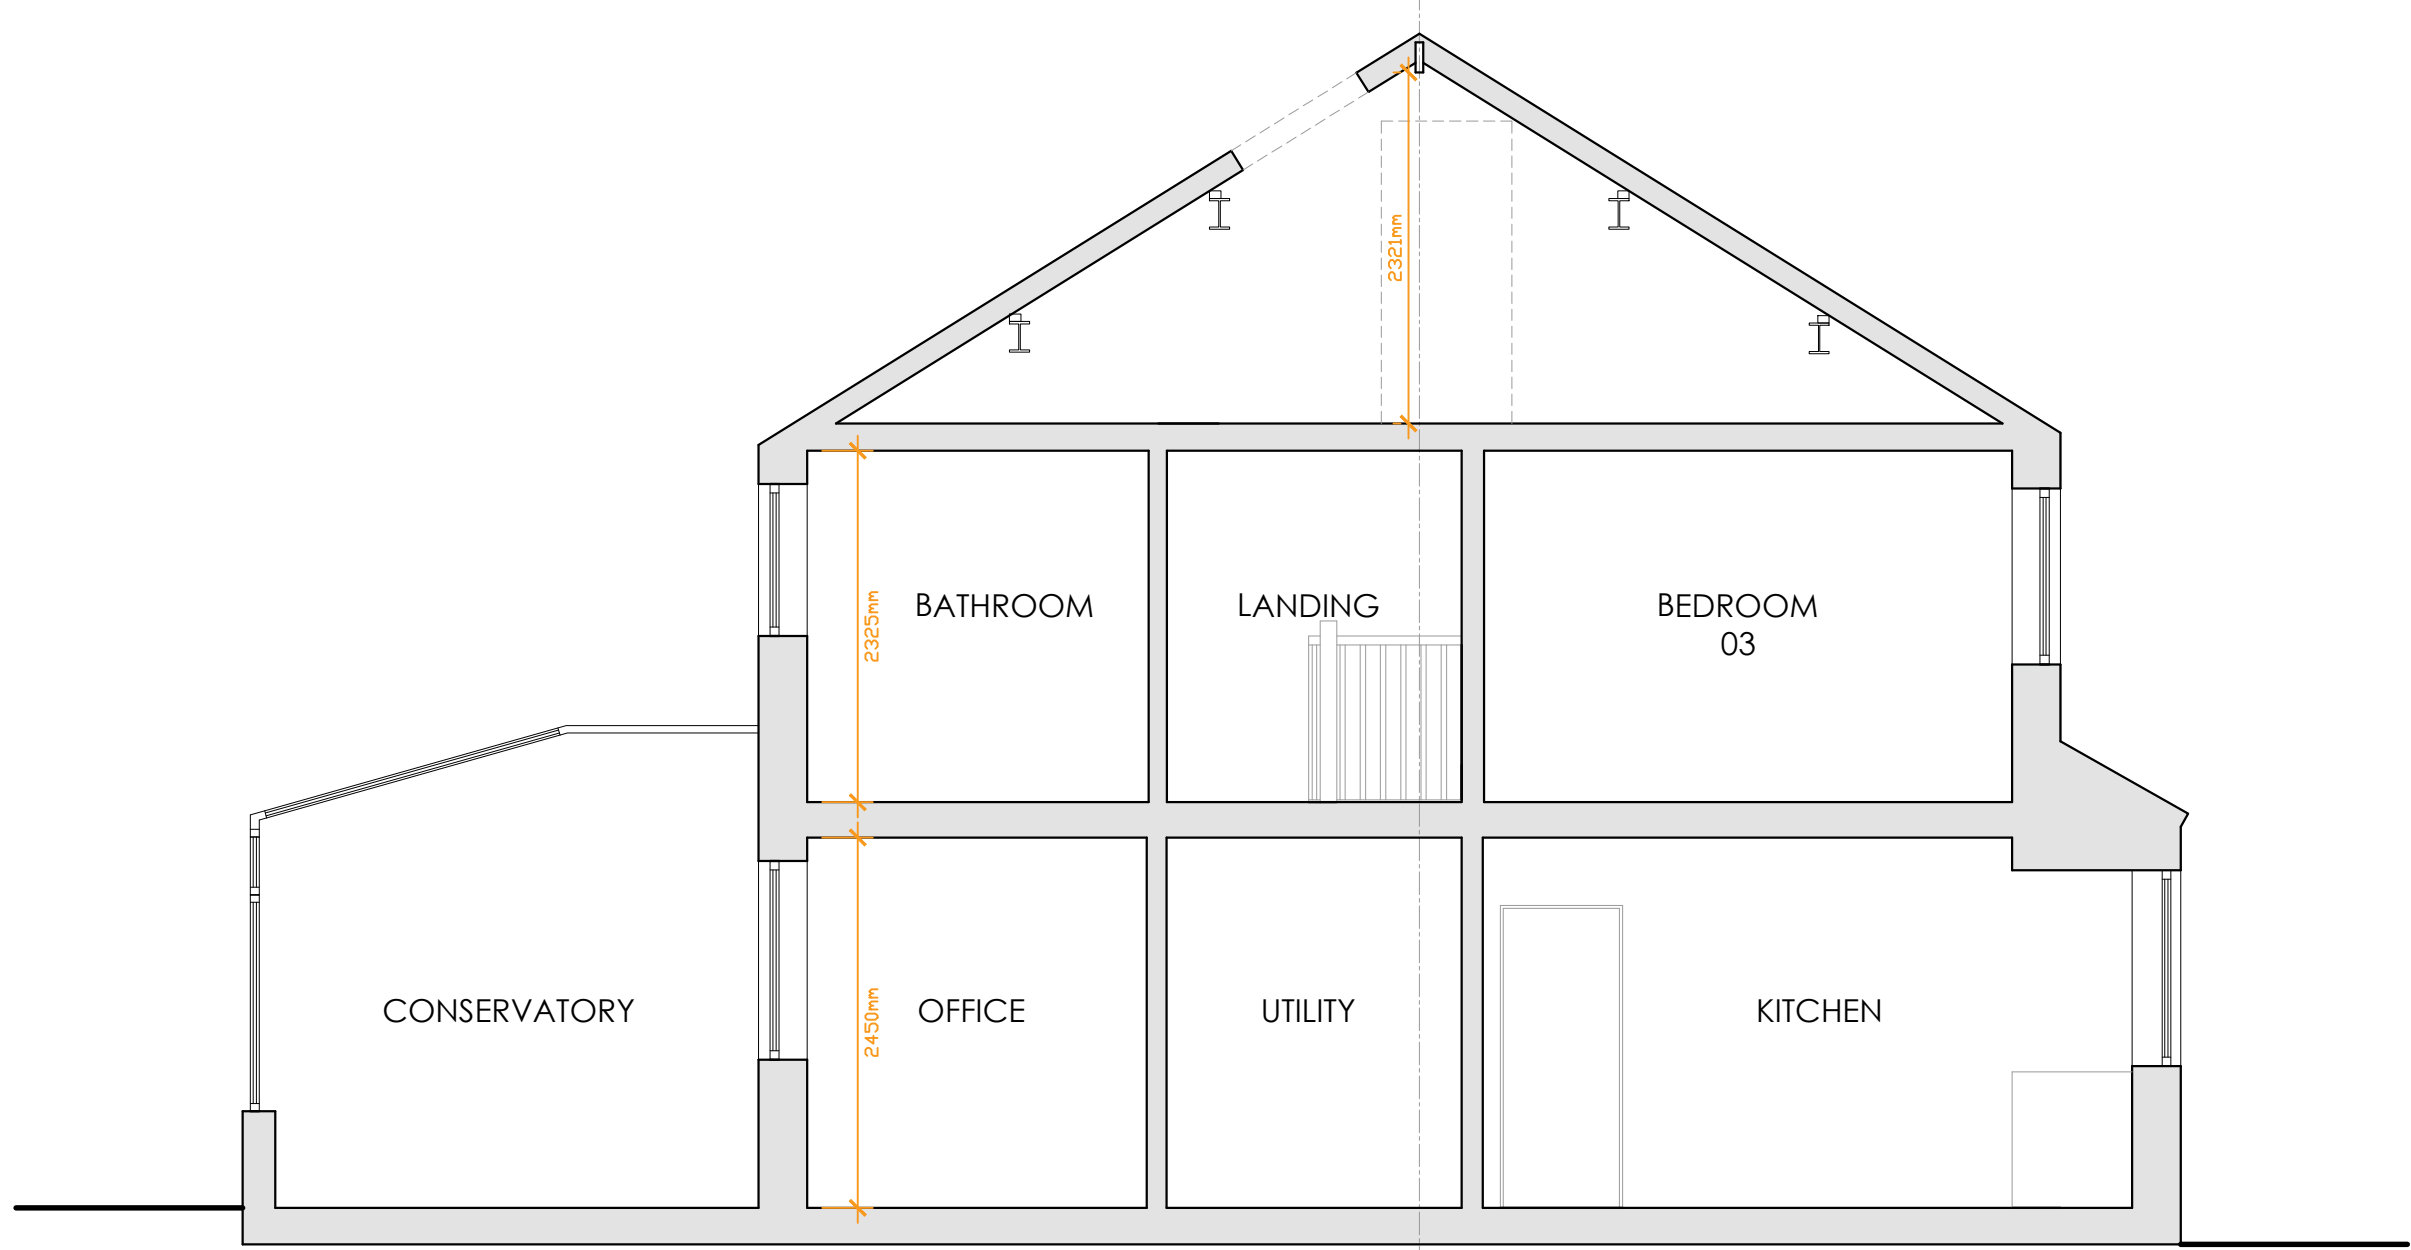 2321mm
2325mm
BATHROOM
LANDING
BEDROOM
03
2450mm
CONSERVATORY
OFFICE
UTILITY
KITCHEN